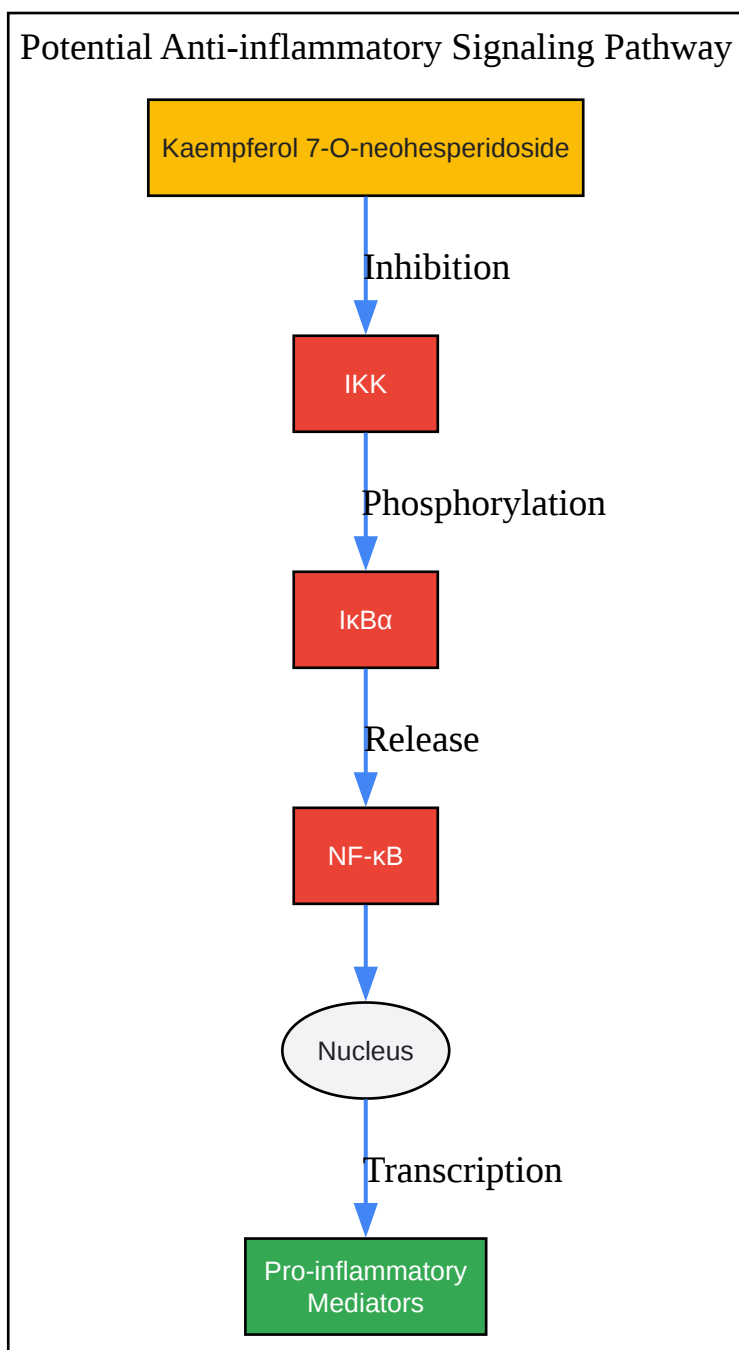 Potential Anti-inflammatory Signaling Pathway
Kaempferol 7-O-neohesperidoside
Inhibition
IKK
Phosphorylation
IκBα
Release
NF-κB
Nucleus
Transcription
Pro-inflammatory
Mediators